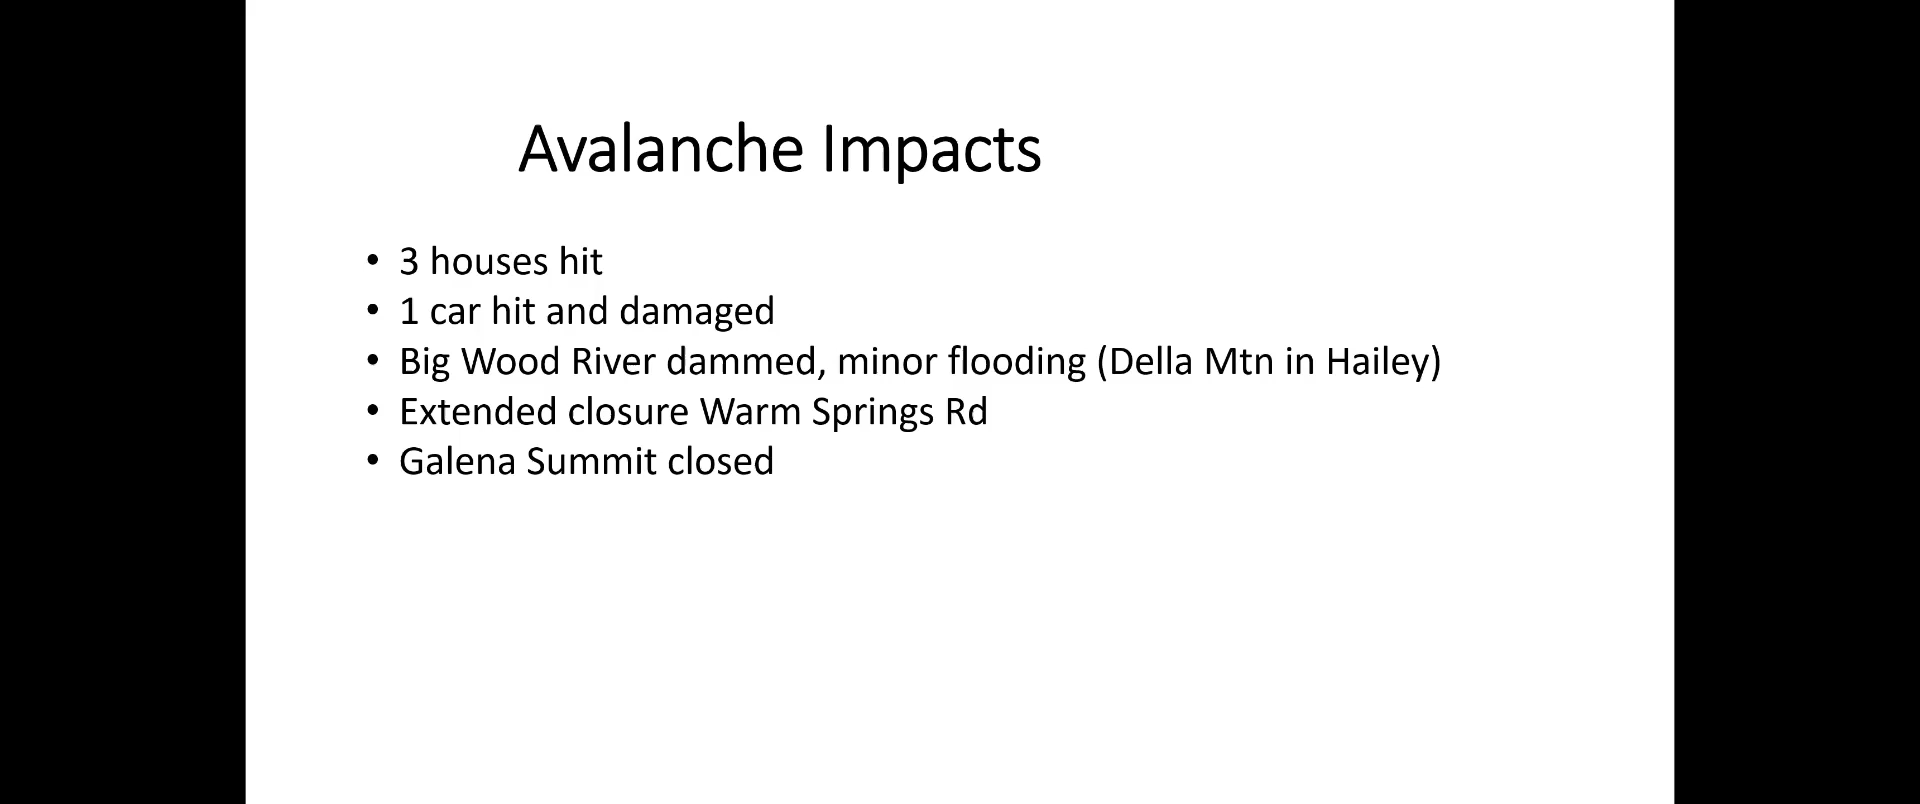 Avalanche Impacts
• 3 houses hit
• 1 car hit and damaged
• Big Wood River dammed, minor flooding (Della Mtn in Hailey)
• Extended closure Warm Springs Rd
• Galena Summit closed